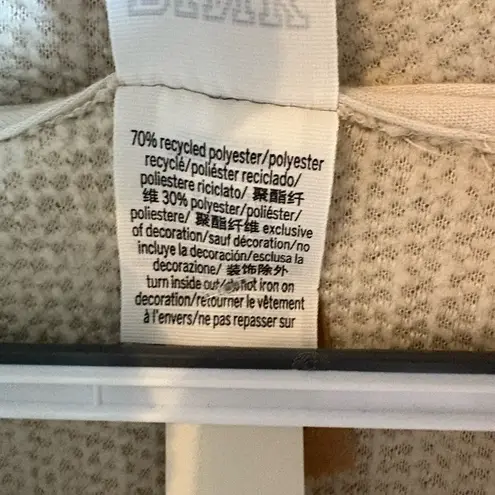 70% recycled polyester/polyester
recyclé/poliéster reciclado/
poliestere riciclato/ 聚酯纤
维 30% polyester/poliéster/
poliestere/ 聚酯纤维 exclusive
of decoration/sauf décoration/no
incluye la decoración/esclusa la
decorazione/ 装饰除外
turn inside out/do not iron on
decoration/retourner le vêtement
à l'envers/ne pas repasser sur